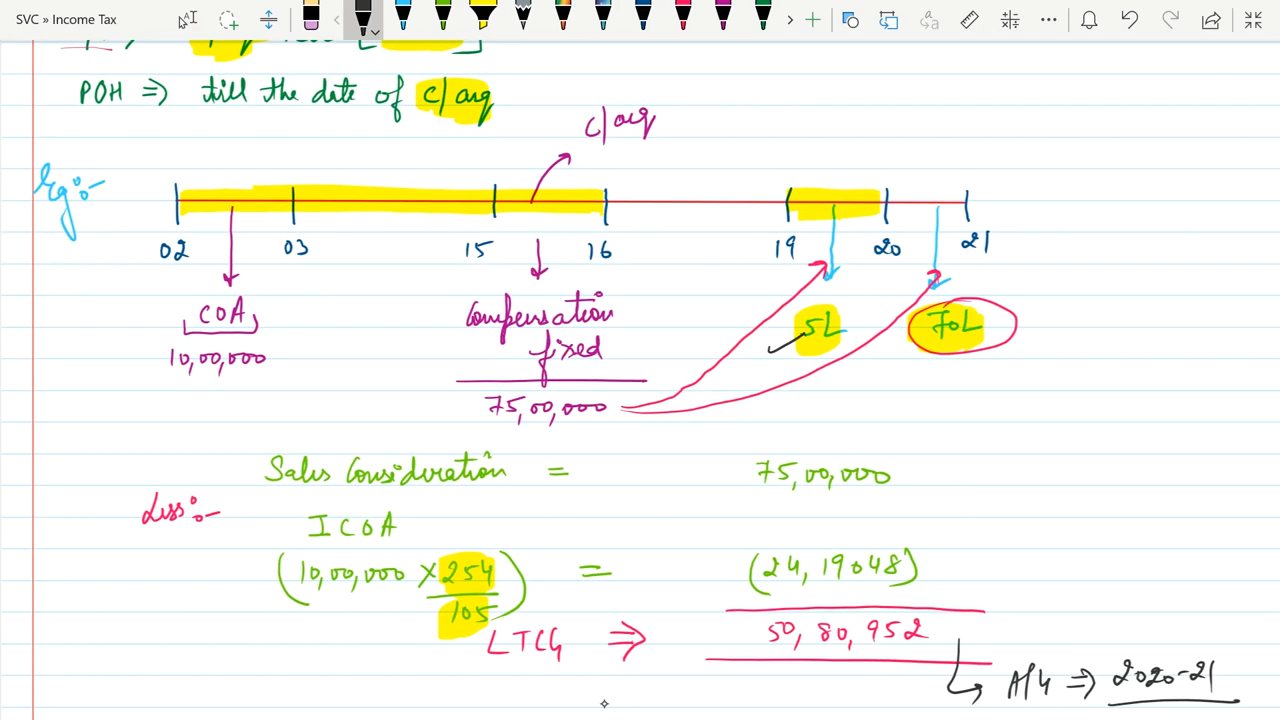 SVC » Income Tax
POH ⇒ till the date of c/acq
c/acq
Eg:-
02 03 15 16 19 20 21
COA
10,00,000
Compensation
fixed
75,00,000
5L
70L
Sales Consideration = 75,00,000
Less:-
ICOA
(10,00,000 × 254/105) = (24,19048)
LTCG ⇒ 50,80,952
A/Y ⇒ 2020-21